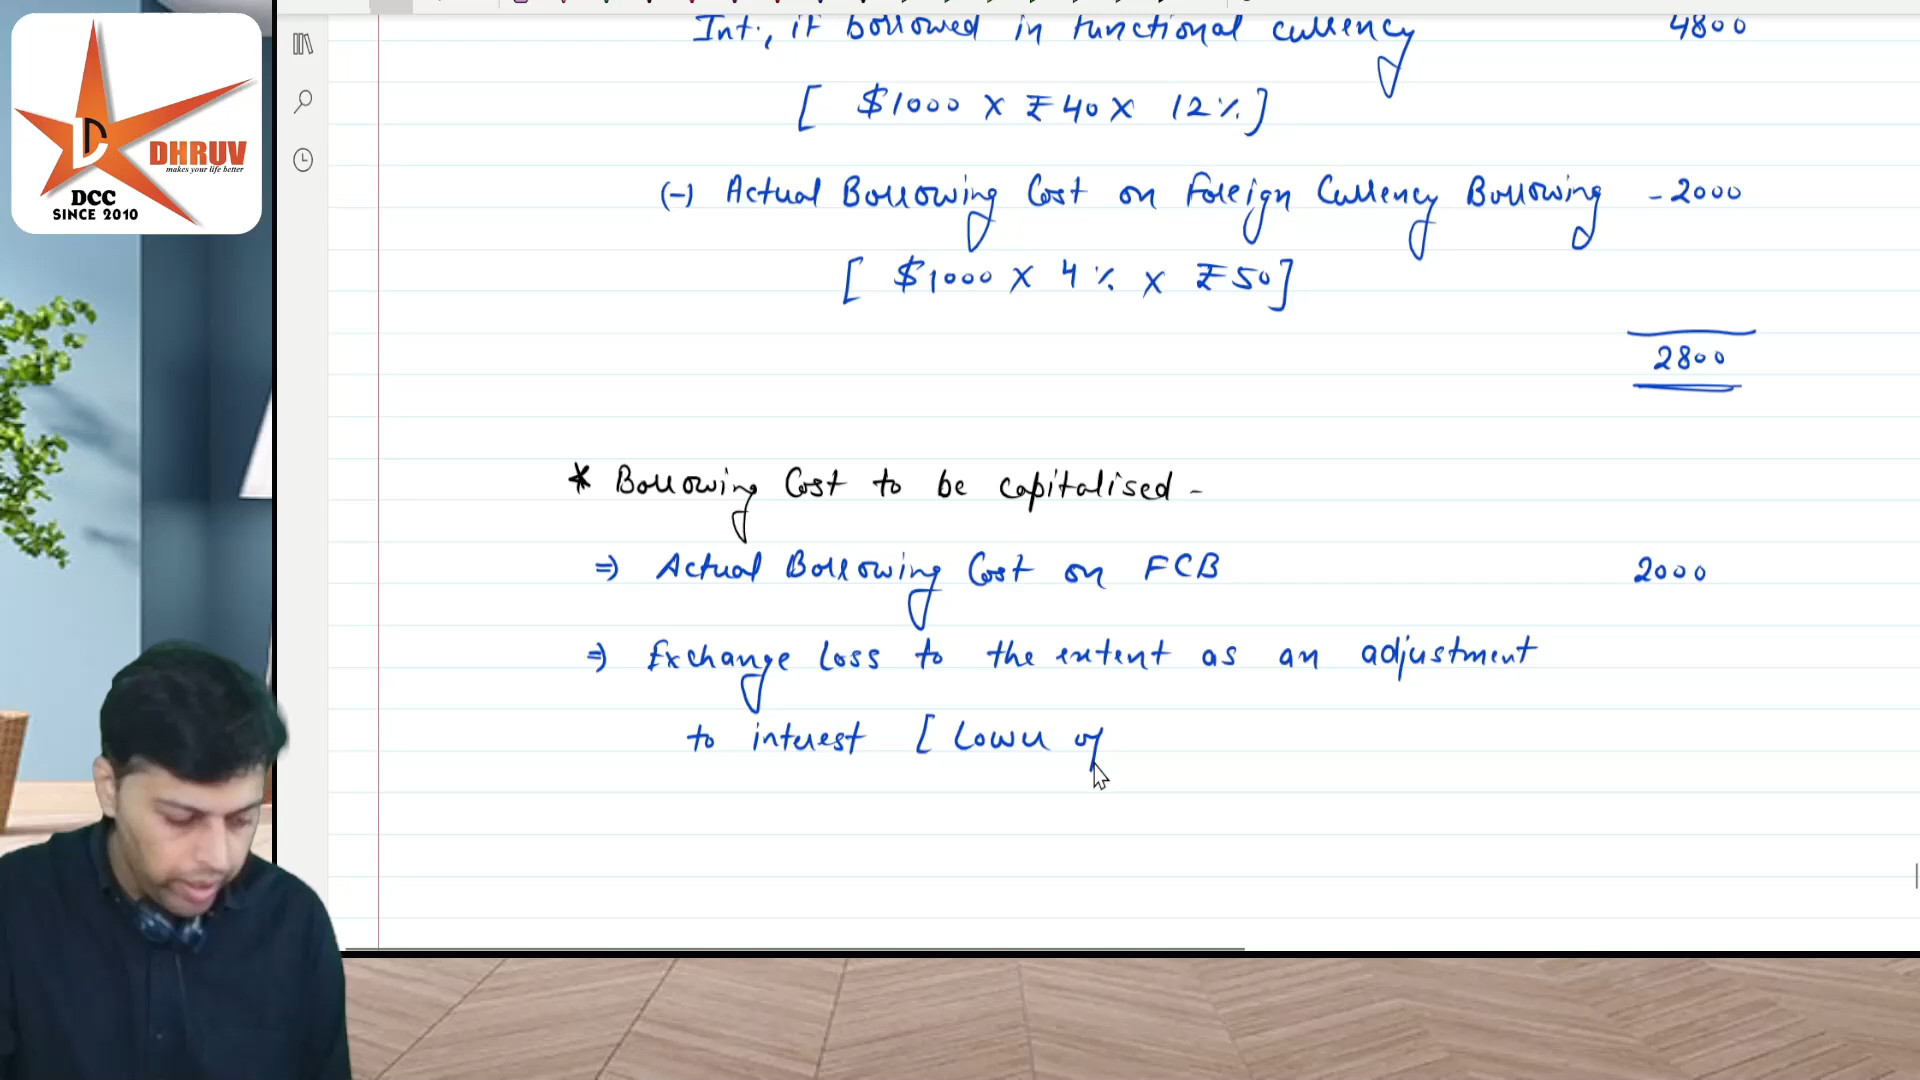 Int., if borrowed in functional currency 4800
[ $1000 X ₹40 X 12% ]
(-) Actual Borrowing Cost on Foreign Currency Borrowing - 2000
[ $1000 X 4% X ₹50 ]
2800
* Borrowing Cost to be capitalised -
⇒ Actual Borrowing Cost on FCB 2000
⇒ Exchange Loss to the extent as an adjustment
to interest [ Lower of
DHRUV
makes your life better
DCC
SINCE 2010